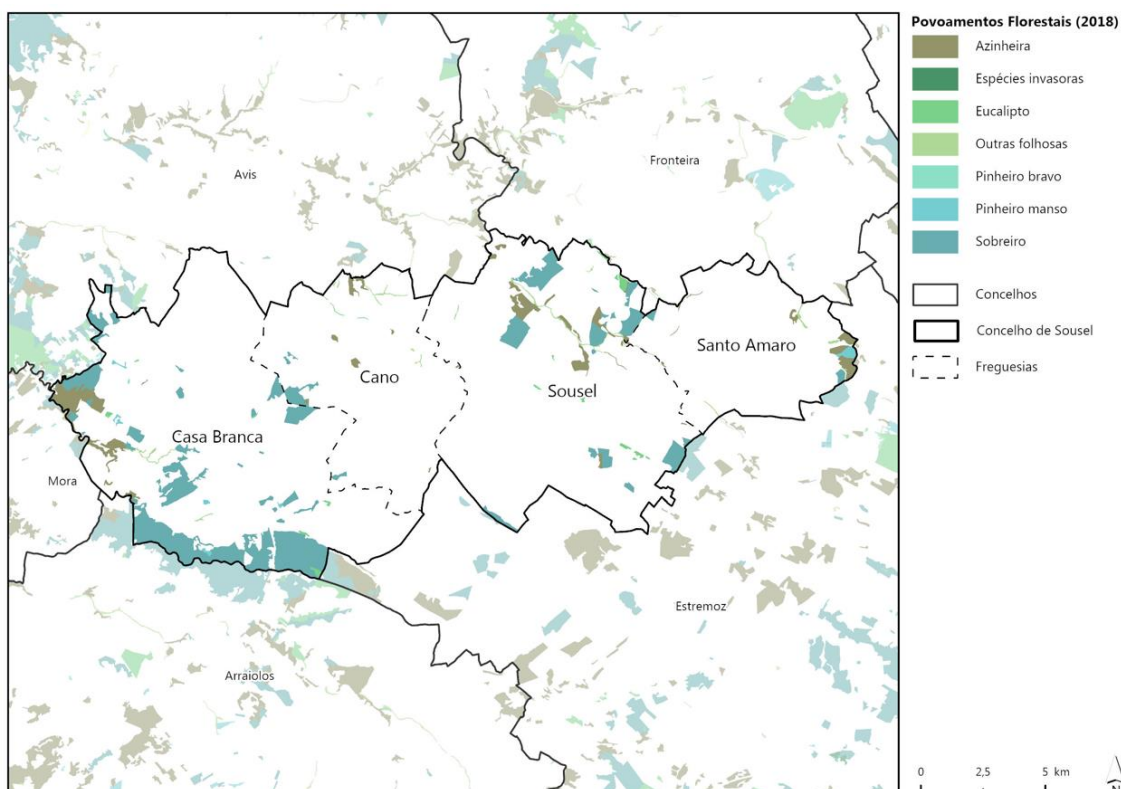 Povoamentos Florestais (2018)
Azinheira
Espécies invasoras
Eucalipto
Outras folhosas
Pinheiro bravo
Pinheiro manso
Sobreiro
Concelhos
Concelho de Sousel
Freguesias
Avis
Fronteira
Cano
Santo Amaro
Sousel
Casa Branca
Mora
Estremoz
Arraiolos
0 2,5 5 km
N